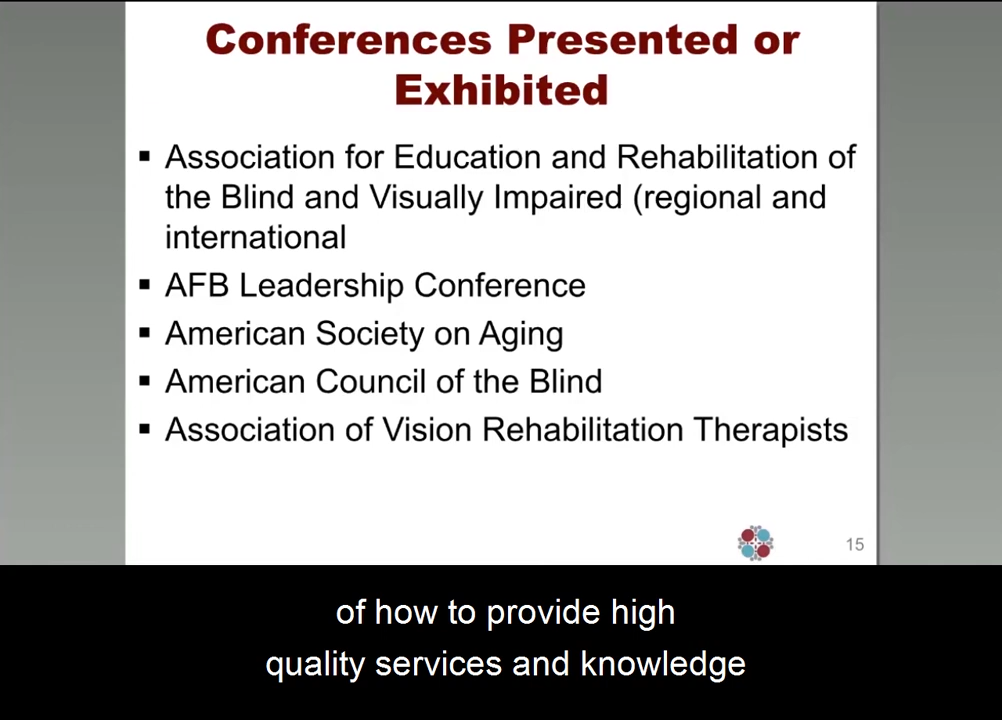 Conferences Presented or
Exhibited
▪ Association for Education and Rehabilitation of
the Blind and Visually Impaired (regional and
international
▪ AFB Leadership Conference
▪ American Society on Aging
▪ American Council of the Blind
▪ Association of Vision Rehabilitation Therapists
15
of how to provide high
quality services and knowledge